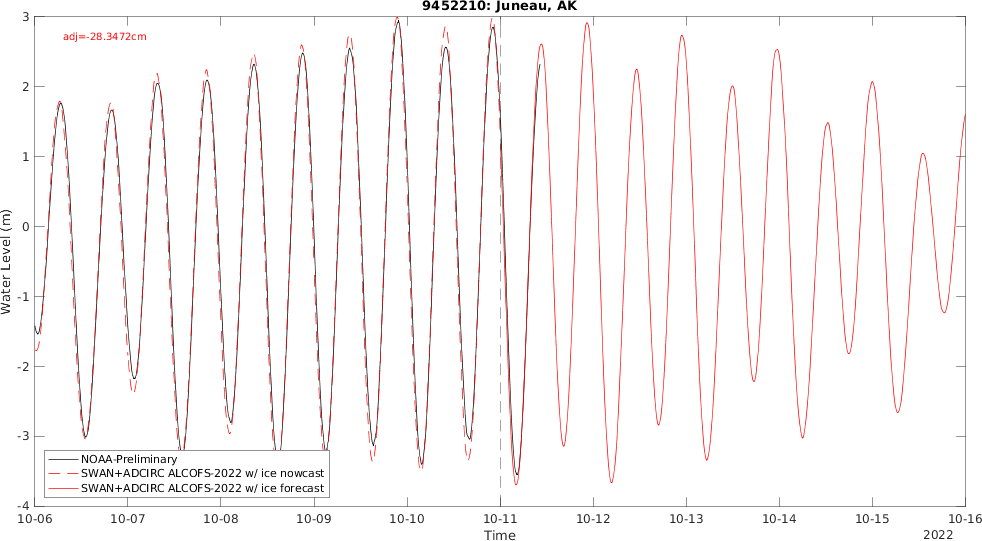 9452210: Juneau, AK
adj=-28.3472cm
Water Level (m)
3
2
1
0
-1
-2
-3
-4
NOAA-Preliminary
SWAN+ADCIRC ALCOFS-2022 w/ ice nowcast
SWAN+ADCIRC ALCOFS-2022 w/ ice forecast
10-06 10-07 10-08 10-09 10-10 10-11 10-12 10-13 10-14 10-15 10-16
Time
2022